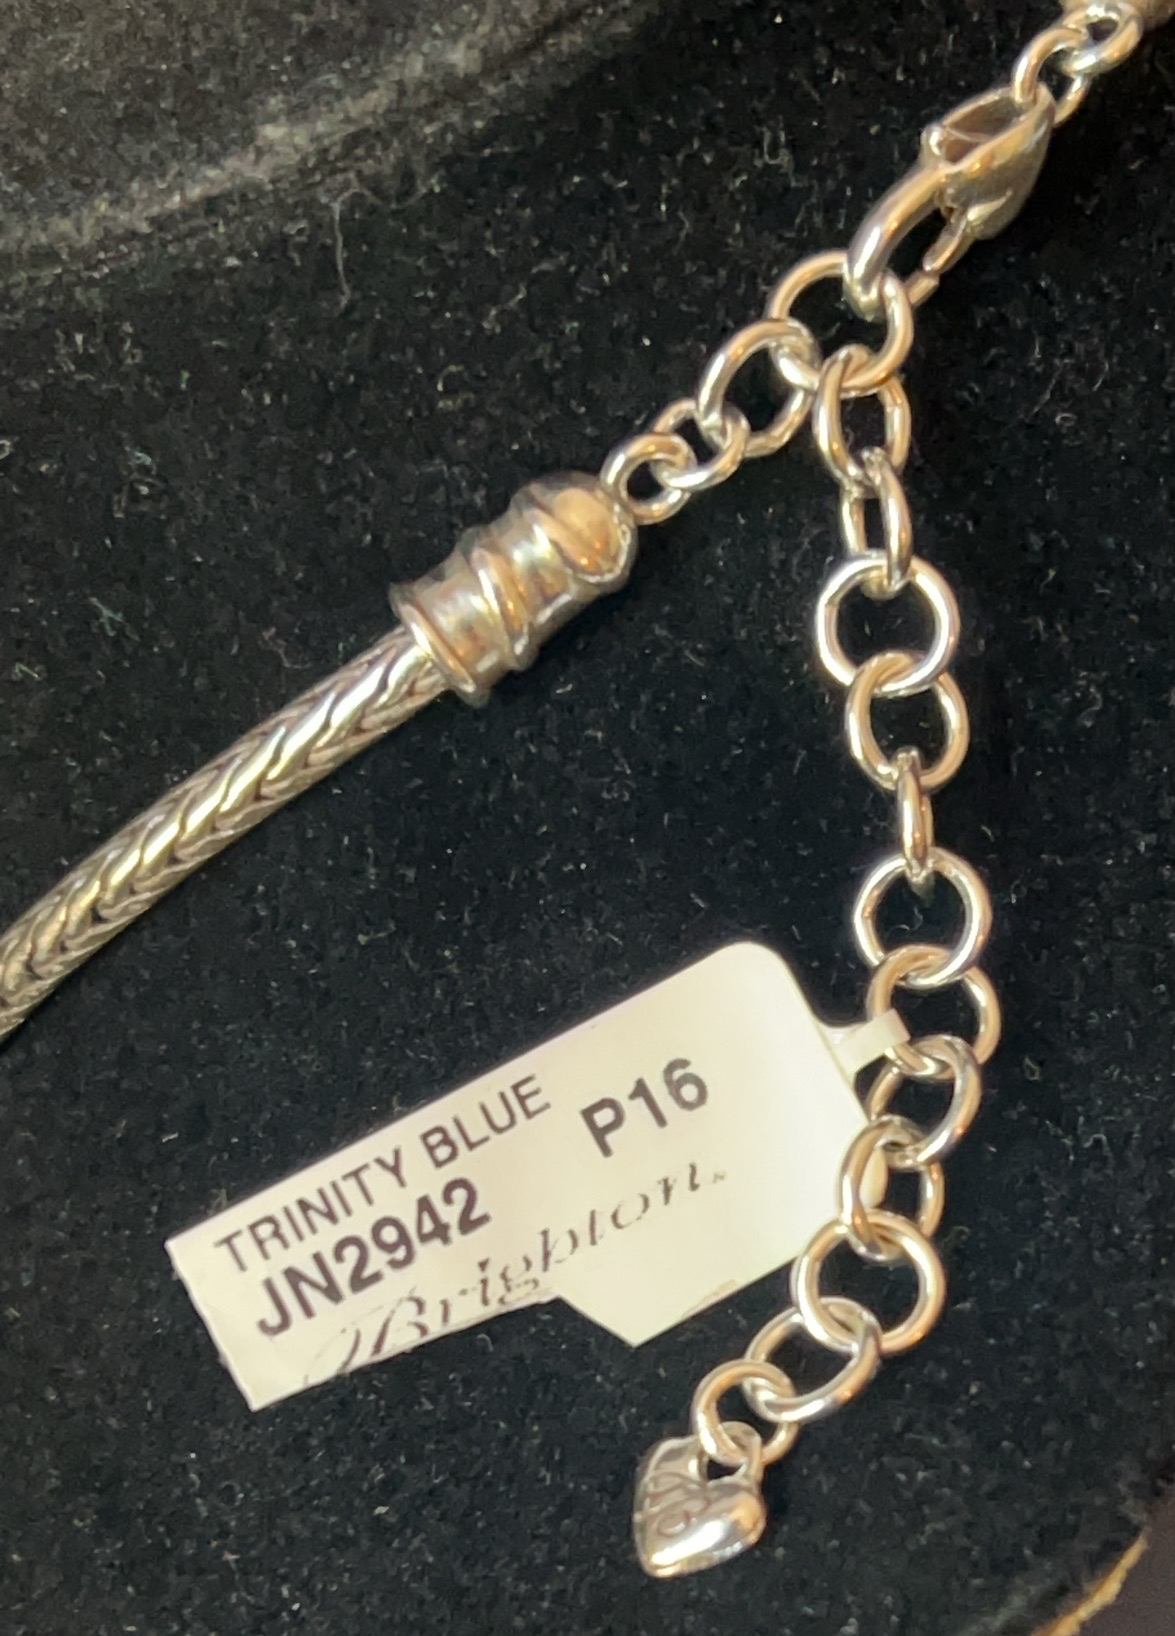 TRINITY BLUE
JN2942 P16
Brighton.